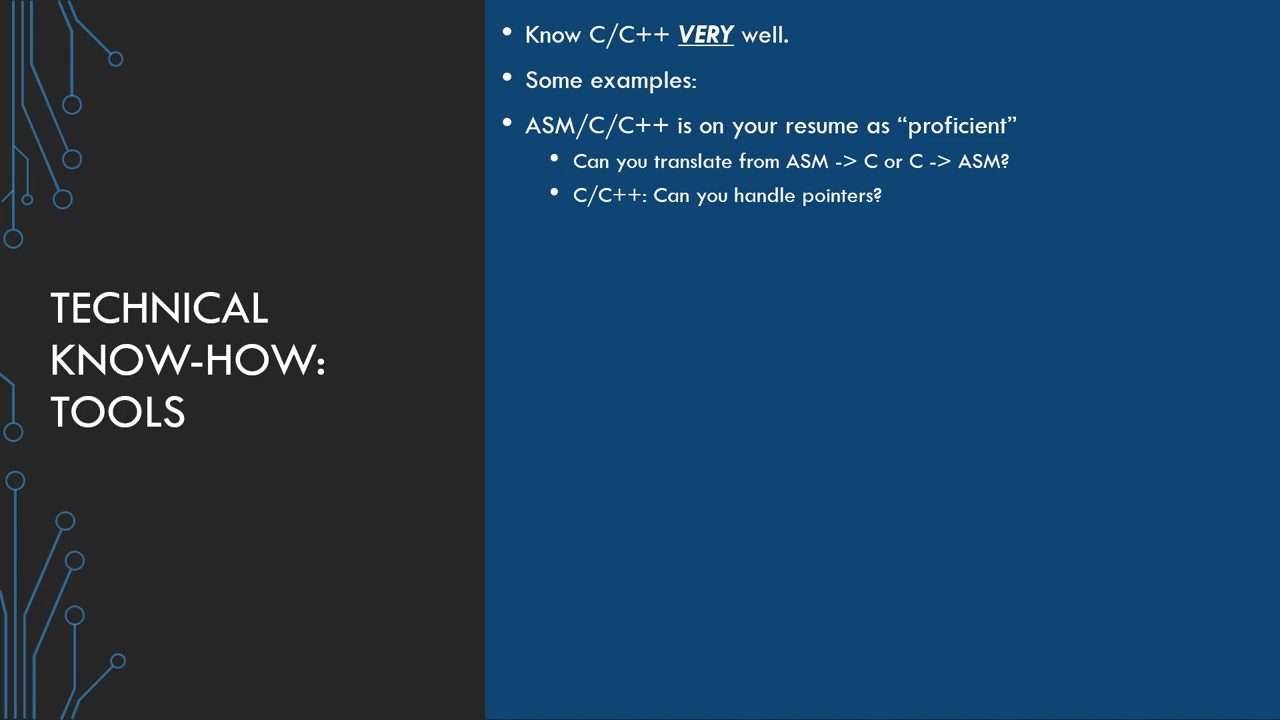 TECHNICAL
KNOW-HOW:
TOOLS
• Know C/C++ VERY well.
• Some examples:
• ASM/C/C++ is on your resume as “proficient”
• Can you translate from ASM -> C or C -> ASM?
• C/C++: Can you handle pointers?